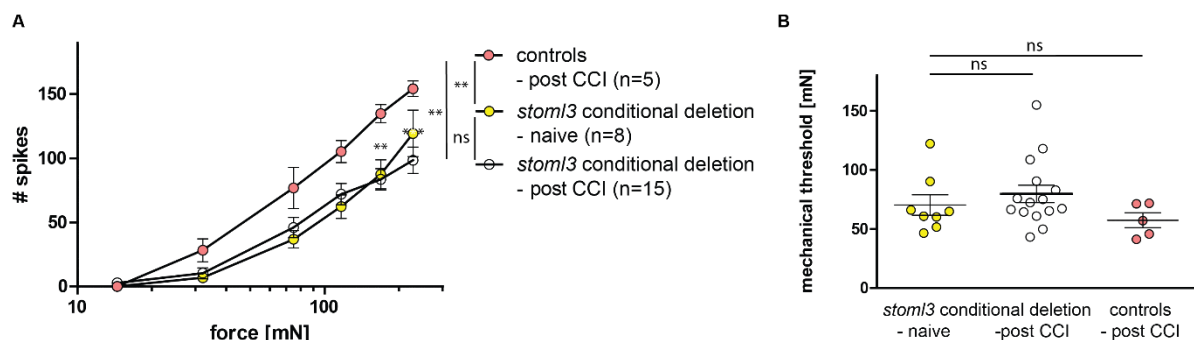 A
# spikes
150
100
50
0
10
100
force [mN]
**
**
**
**
ns
controls
- post CCI (n=5)
stoml3 conditional deletion
- naive (n=8)
stoml3 conditional deletion
- post CCI (n=15)
B
mechanical threshold [mN]
150
100
50
0
ns
ns
stoml3 conditional deletion
- naive
-post CCI
controls
- post CCI